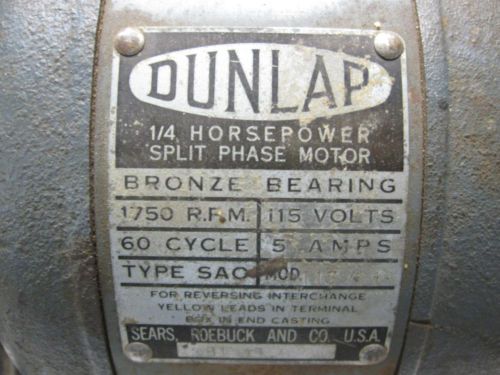 DUNLAP
1/4 HORSEPOWER
SPLIT PHASE MOTOR
BRONZE BEARING
1750 R.P.M. 115 VOLTS
60 CYCLE 5 AMPS
TYPE SAC MOD.
FOR REVERSING INTERCHANGE
YELLOW LEADS IN TERMINAL
BOX IN END CASTING
SEARS, ROEBUCK AND CO. U.S.A.